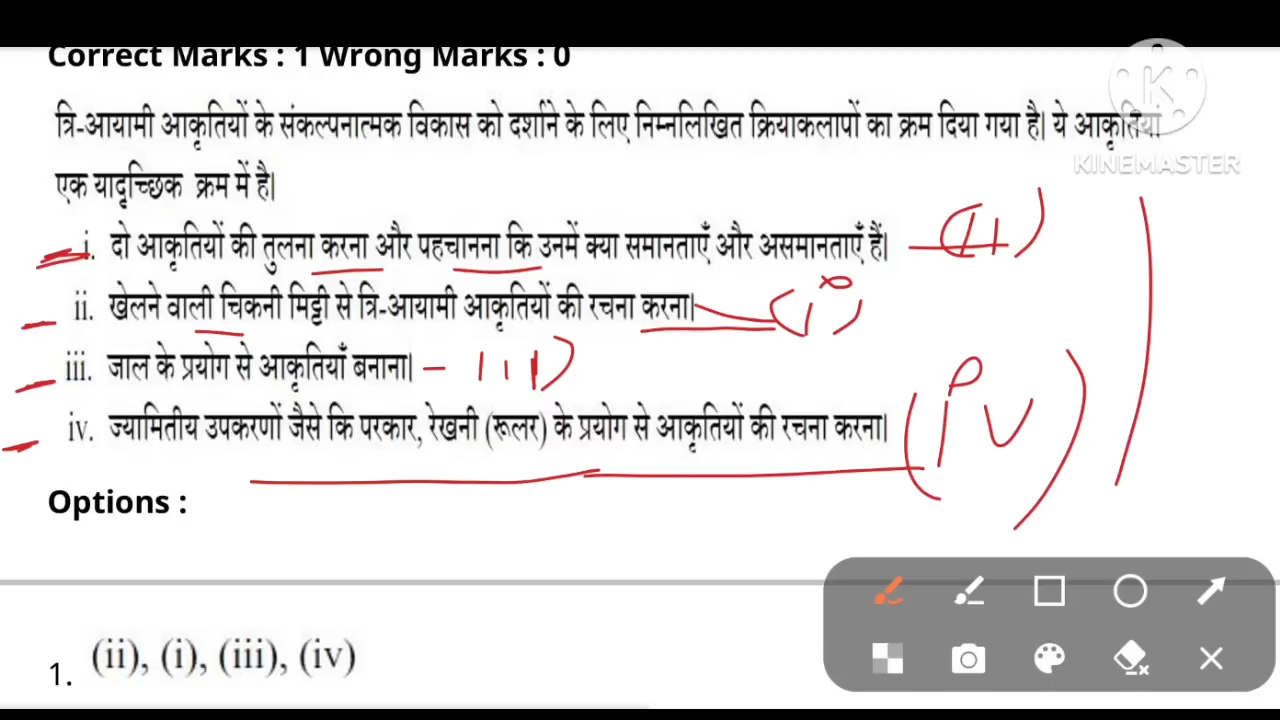 Correct Marks : 1 Wrong Marks : 0
KINEMASTER
त्रि-आयामी आकृतियों के संकल्पनात्मक विकास को दर्शाने के लिए निम्नलिखित क्रियाकलापों का क्रम दिया गया है। ये आकृतियां
एक यादृच्छिक क्रम में है।
i. दो आकृतियों की तुलना करना और पहचानना कि उनमें क्या समानताएँ और असमानताएँ हैं। (ii)
ii. खेलने वाली चिकनी मिट्टी से त्रि-आयामी आकृतियों की रचना करना। (i)
iii. जाल के प्रयोग से आकृतियाँ बनाना। - iii)
iv. ज्यामितीय उपकरणों जैसे कि परकार, रेखनी (रूलर) के प्रयोग से आकृतियों की रचना करना। (iv)
Options :
1. (ii), (i), (iii), (iv)